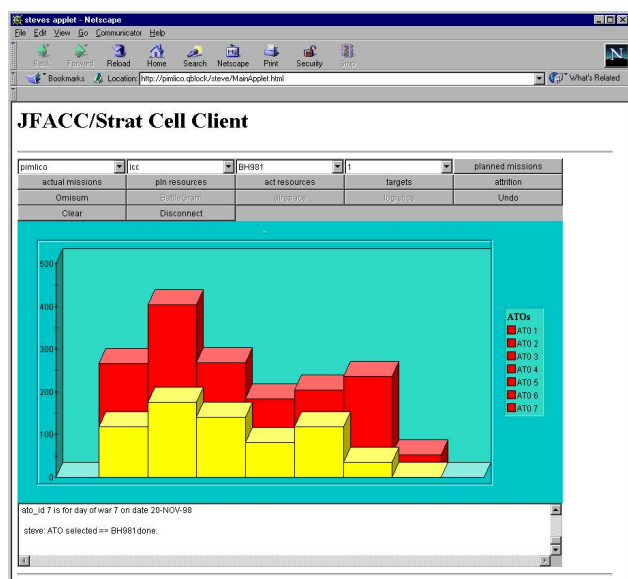 steves applet - Netscape
File Edit View Go Communicator Help
Back Forward Reload Home Search Netscape Print Security Stop
Bookmarks Location: http://pimlico.qblock/steve/MainApplet.html What's Related
JFACC/Strat Cell Client
pimlico icc BH981 1 planned missions
actual missions pln resources act resources targets attrition
Omisum BattleGram airspace logistics Undo
Clear Disconnect
500
400
300
200
100
0
ATOs
ATO 1
ATO 2
ATO 3
ATO 4
ATO 5
ATO 6
ATO 7
ato_id 7 is for day of war 7 on date 20-NOV-98
steve: ATO selected => BH981done.